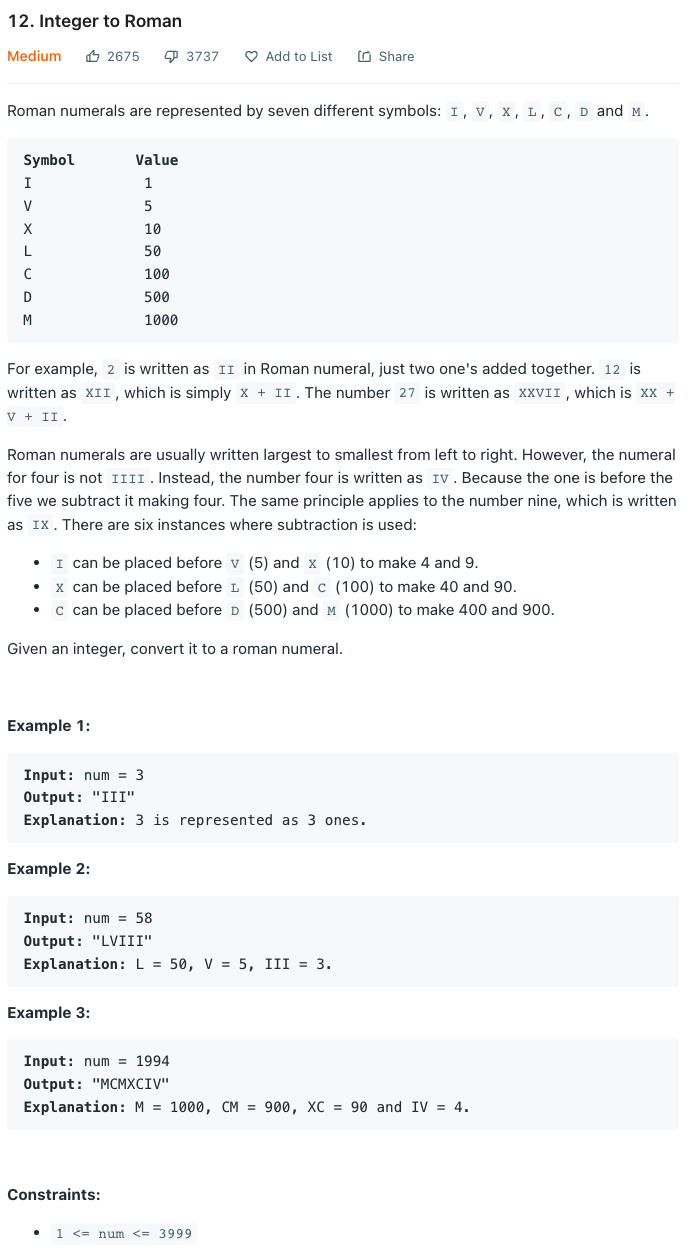 12. Integer to Roman
Medium 2675 3737 Add to List Share
Roman numerals are represented by seven different symbols: I, V, X, L, C, D and M.
Symbol Value
I 1
V 5
X 10
L 50
C 100
D 500
M 1000
For example, 2 is written as II in Roman numeral, just two one's added together. 12 is
written as XII, which is simply X + II. The number 27 is written as XXVII, which is XX +
V + II.
Roman numerals are usually written largest to smallest from left to right. However, the numeral
for four is not IIII. Instead, the number four is written as IV. Because the one is before the
five we subtract it making four. The same principle applies to the number nine, which is written
as IX. There are six instances where subtraction is used:
• I can be placed before V (5) and X (10) to make 4 and 9.
• X can be placed before L (50) and C (100) to make 40 and 90.
• C can be placed before D (500) and M (1000) to make 400 and 900.
Given an integer, convert it to a roman numeral.
Example 1:
Input: num = 3
Output: "III"
Explanation: 3 is represented as 3 ones.
Example 2:
Input: num = 58
Output: "LVIII"
Explanation: L = 50, V = 5, III = 3.
Example 3:
Input: num = 1994
Output: "MCMXCIV"
Explanation: M = 1000, CM = 900, XC = 90 and IV = 4.
Constraints:
• 1 <= num <= 3999